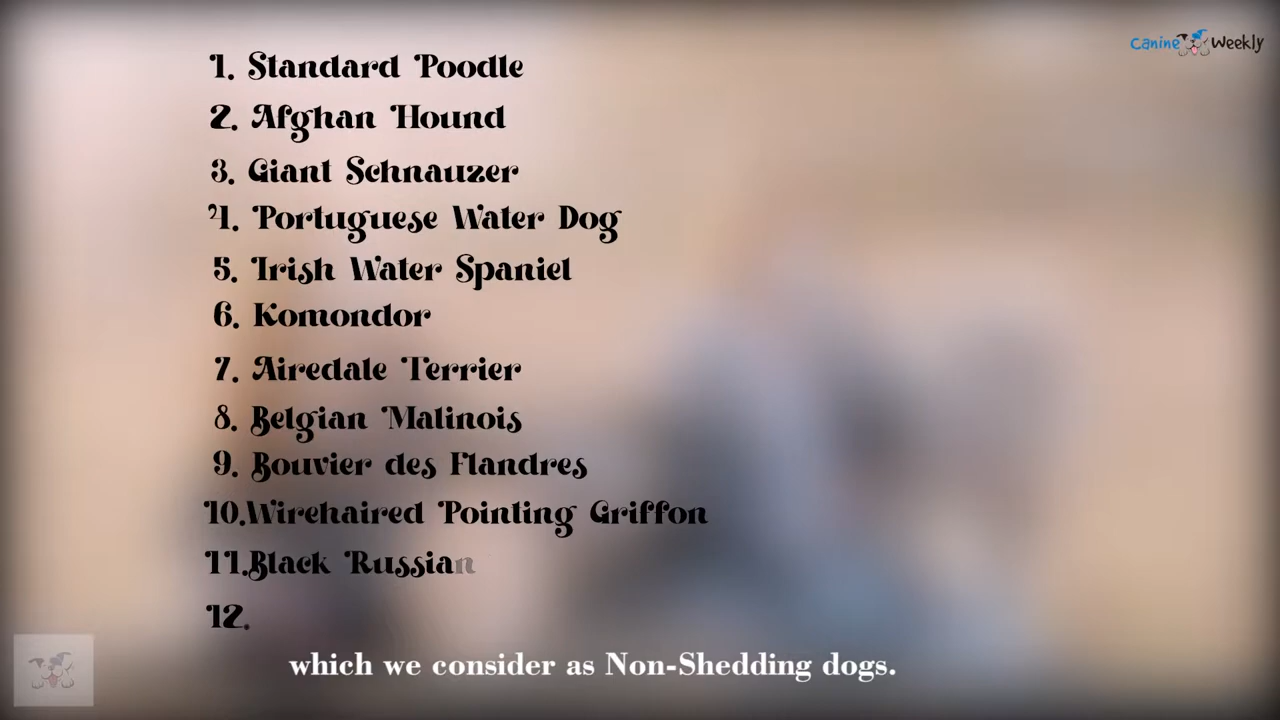 Canine Weekly
1. Standard Poodle
2. Afghan Hound
3. Giant Schnauzer
4. Portuguese Water Dog
5. Irish Water Spaniel
6. Komondor
7. Airedale Terrier
8. Belgian Malinois
9. Bouvier des Flandres
10.Wirehaired Pointing Griffon
11.Black Russian
12.
which we consider as Non-Shedding dogs.